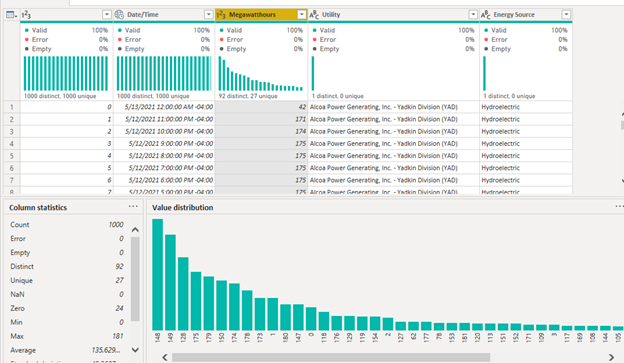 1²3 Date/Time 1²3 Megawatthours ABC Utility ABC Energy Source
Valid 100% Valid 100% Valid 100% Valid 100% Valid 100%
Error 0% Error 0% Error 0% Error 0% Error 0%
Empty 0% Empty 0% Empty 0% Empty 0% Empty 0%
1000 distinct, 1000 unique 1000 distinct, 1000 unique 92 distinct, 27 unique 1 distinct, 0 unique 1 distinct, 0 unique
1 0 5/13/2021 12:00:00 AM -04:00 42 Alcoa Power Generating, Inc. - Yadkin Division (YAD) Hydroelectric
2 1 5/12/2021 11:00:00 PM -04:00 171 Alcoa Power Generating, Inc. - Yadkin Division (YAD) Hydroelectric
3 2 5/12/2021 10:00:00 PM -04:00 174 Alcoa Power Generating, Inc. - Yadkin Division (YAD) Hydroelectric
4 3 5/12/2021 9:00:00 PM -04:00 175 Alcoa Power Generating, Inc. - Yadkin Division (YAD) Hydroelectric
5 4 5/12/2021 8:00:00 PM -04:00 175 Alcoa Power Generating, Inc. - Yadkin Division (YAD) Hydroelectric
6 5 5/12/2021 7:00:00 PM -04:00 175 Alcoa Power Generating, Inc. - Yadkin Division (YAD) Hydroelectric
7 6 5/12/2021 6:00:00 PM -04:00 175 Alcoa Power Generating, Inc. - Yadkin Division (YAD) Hydroelectric
8 7 5/12/2021 5:00:00 PM -04:00 175 Alcoa Power Generating, Inc. - Yadkin Division (YAD) Hydroelectric
Column statistics ...
Count 1000
Error 0
Empty 0
Distinct 92
Unique 27
NaN 0
Zero 24
Min 0
Max 181
Average 135.629...
Value distribution ...
148 149 128 175 179 150 174 178 173 1 180 147 0 118 176 129 119 154 2 127 62 177 78 153 181 120 113 151 152 171 109 3 117 169 108 144 105